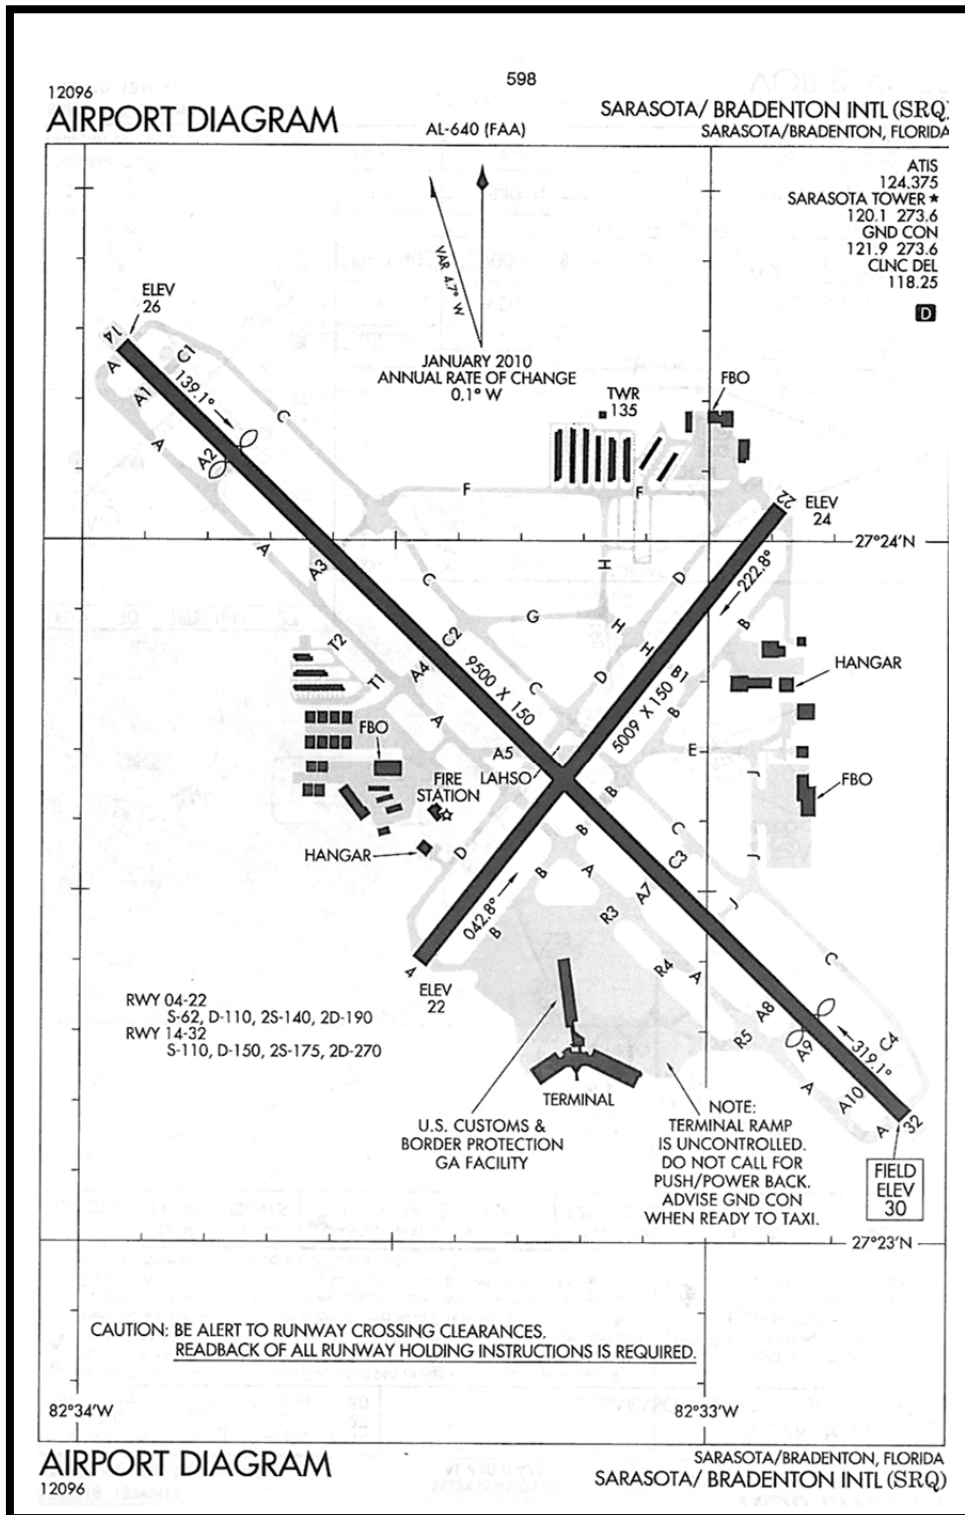 598
12096
AIRPORT DIAGRAM
AL-640 (FAA)
SARASOTA/ BRADENTON INTL (SRQ)
SARASOTA/BRADENTON, FLORIDA
ATIS
124.375
SARASOTA TOWER ★
120.1 273.6
GND CON
121.9 273.6
CLNC DEL
118.25
D
VAR 4.7° W
JANUARY 2010
ANNUAL RATE OF CHANGE
0.1° W
ELEV
26
14
A
A1
C1
139.1°
A
A2
C
TWR
135
FBO
F
F
22
ELEV
24
27°24'N
A
A3
C
H
D
222.8°
G
H
B
T2
C2
H
HANGAR
T1
A4
9500 X 150
C
D
B1
B
5009 X 150
A
FBO
A5
LAHSO
E
J
FBO
FIRE
STATION
B
B
C
HANGAR
D
B
A
C3
J
A7
R3
J
042.8°
B
4
ELEV
22
R4
A
C
RWY 04-22
S-62, D-110, 2S-140, 2D-190
RWY 14-32
S-110, D-150, 2S-175, 2D-270
A8
R5
A9
C4
319.1°
A
A10
A
32
TERMINAL
U.S. CUSTOMS &
BORDER PROTECTION
GA FACILITY
NOTE:
TERMINAL RAMP
IS UNCONTROLLED.
DO NOT CALL FOR
PUSH/POWER BACK.
ADVISE GND CON
WHEN READY TO TAXI.
FIELD
ELEV
30
27°23'N
CAUTION: BE ALERT TO RUNWAY CROSSING CLEARANCES.
READBACK OF ALL RUNWAY HOLDING INSTRUCTIONS IS REQUIRED.
82°34'W
82°33'W
AIRPORT DIAGRAM
12096
SARASOTA/BRADENTON, FLORIDA
SARASOTA/ BRADENTON INTL (SRQ)